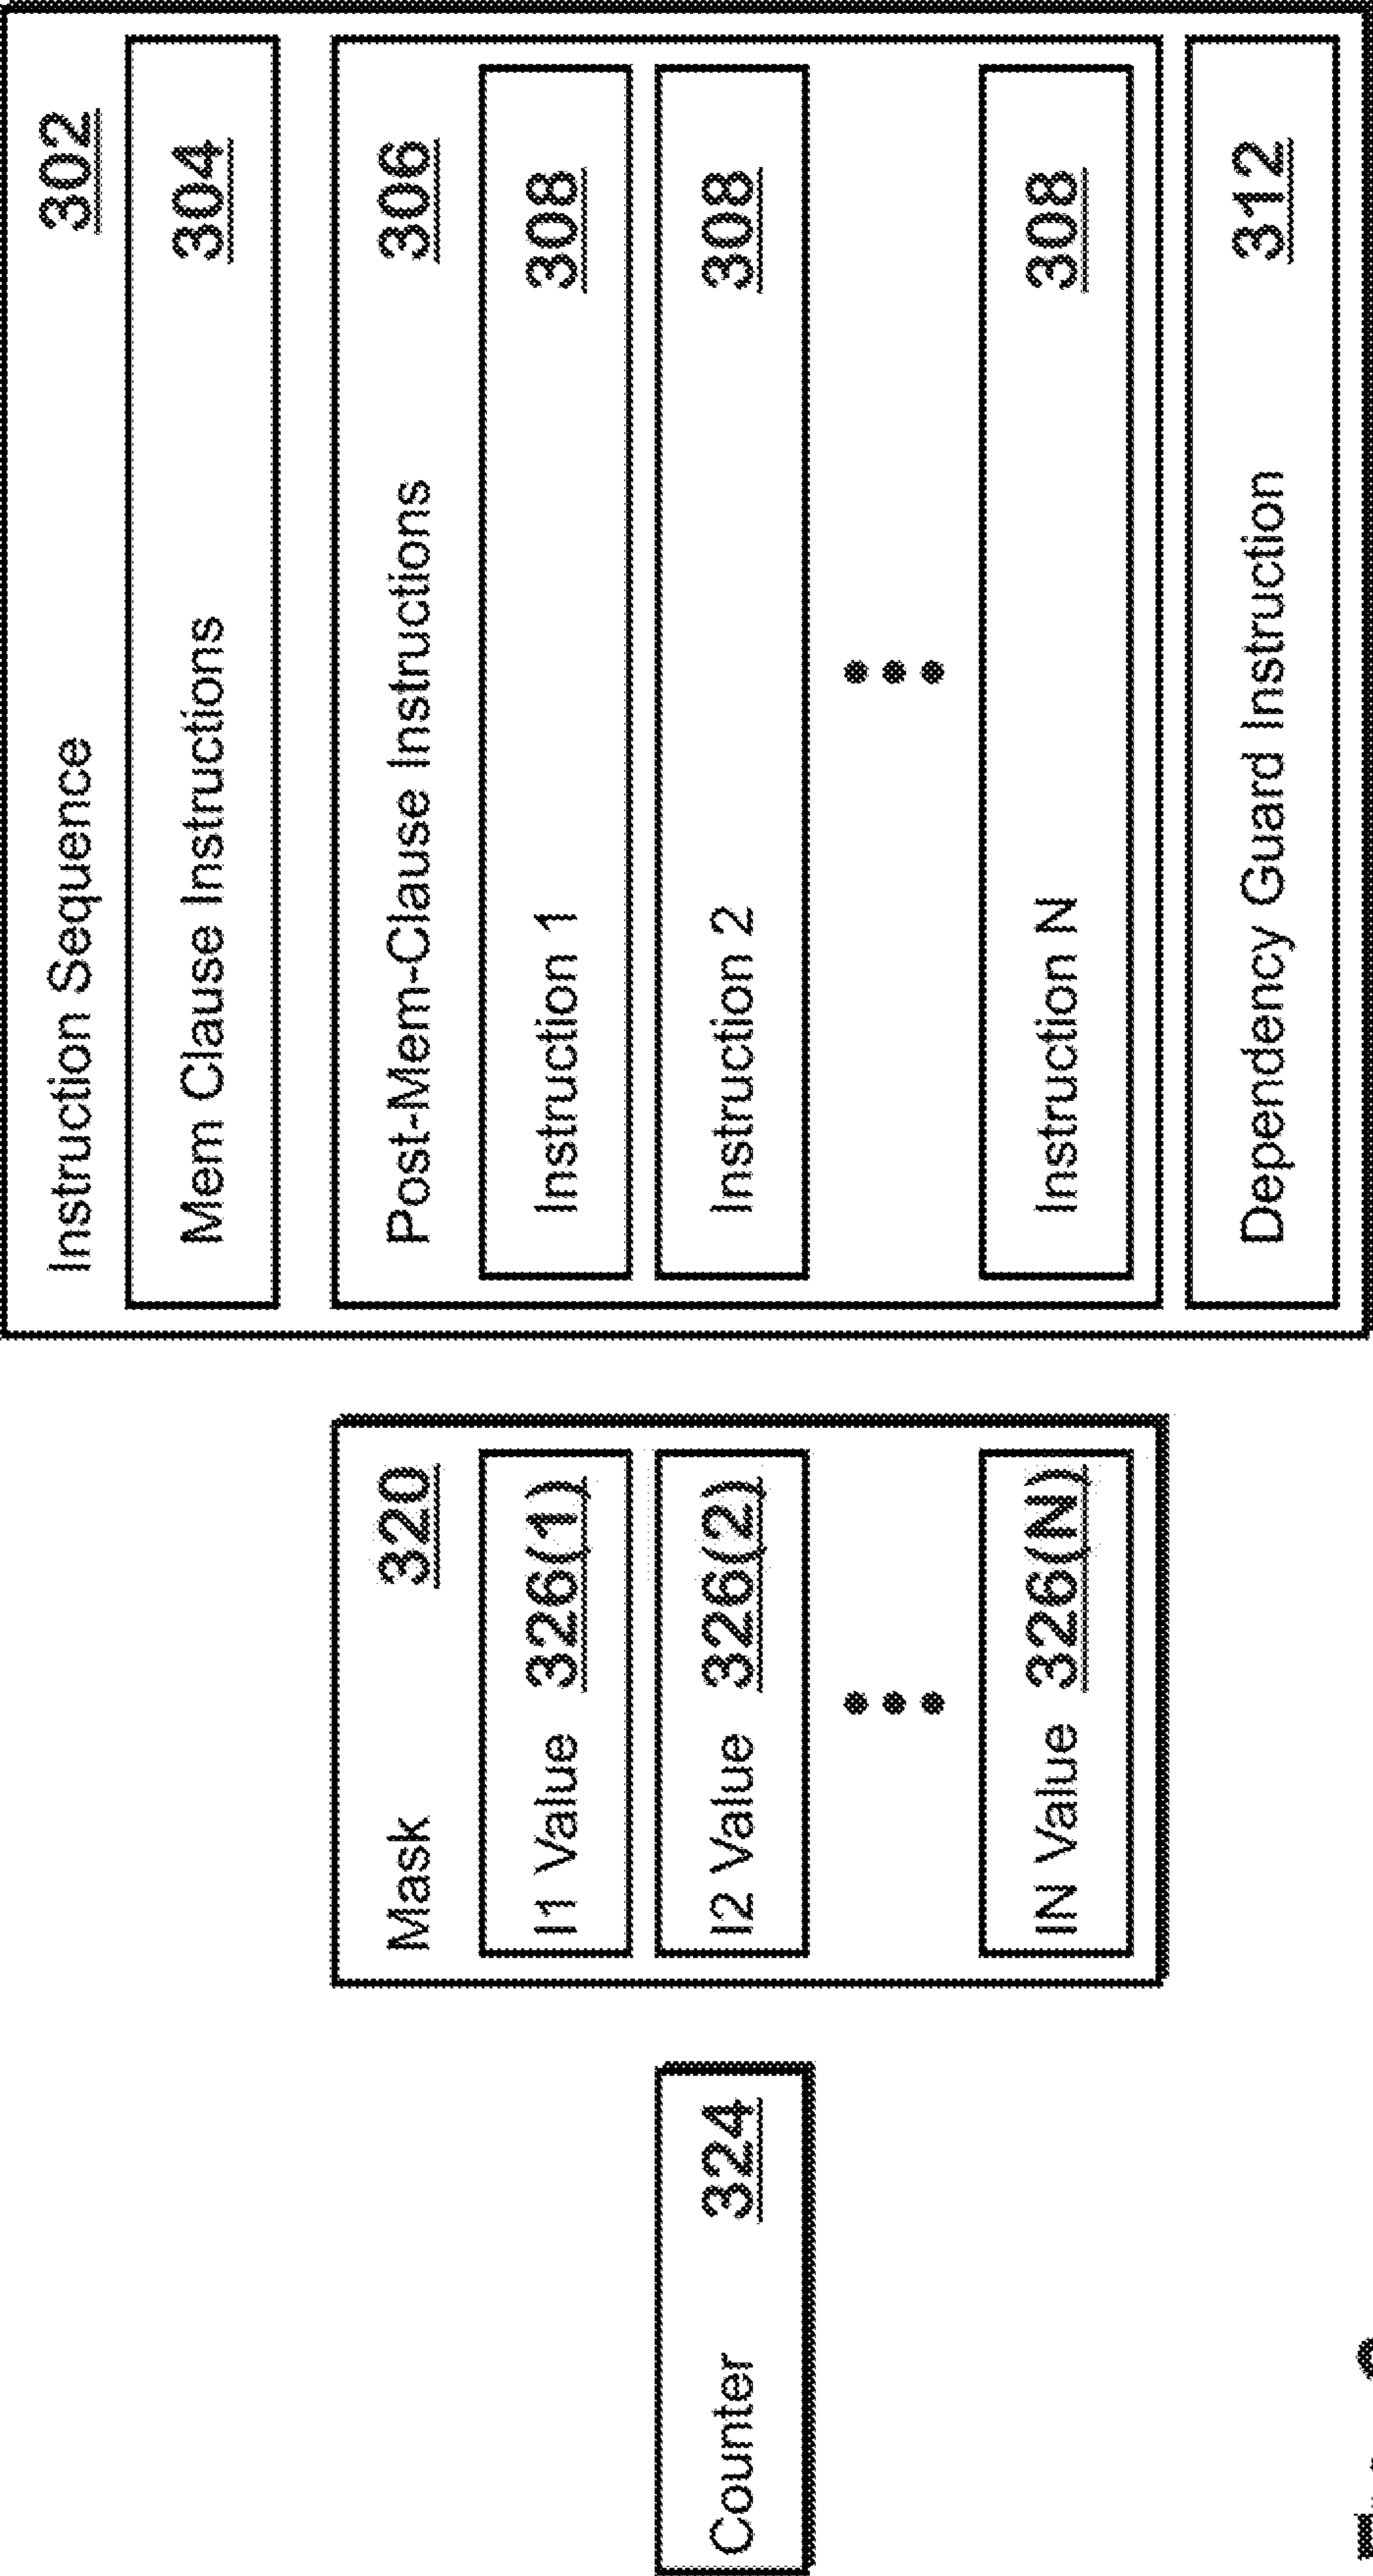 Instruction Sequence 302
Mem Clause Instructions 304
Post-Mem-Clause Instructions 306
Instruction 1 308
Instruction 2 308
Instruction N 308
Dependency Guard Instruction 312
Mask 320
I1 Value 326(1)
I2 Value 326(2)
IN Value 326(N)
Counter 324